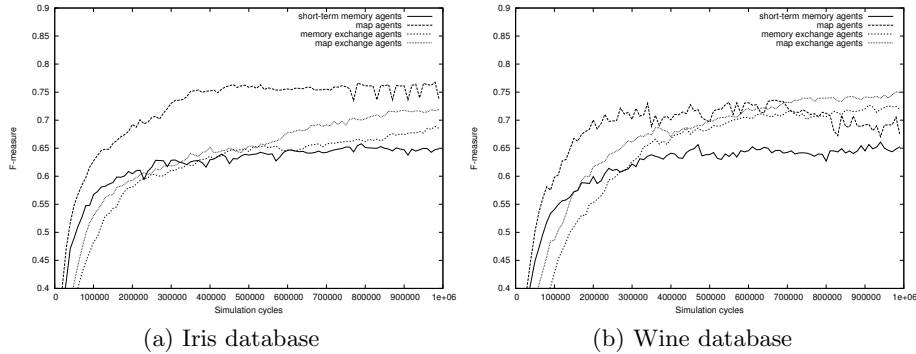 0.9
0.85
0.8
0.75
0.7
0.65
0.6
0.55
0.5
0.45
0.4
F-measure
short-term memory agents
map agents
memory exchange agents
map exchange agents
0 100000 200000 300000 400000 500000 600000 700000 800000 900000 1e+06
Simulation cycles
(a) Iris database
0.9
0.85
0.8
0.75
0.7
0.65
0.6
0.55
0.5
0.45
0.4
F-measure
short-term memory agents
map agents
memory exchange agents
map exchange agents
0 100000 200000 300000 400000 500000 600000 700000 800000 900000 1e+06
Simulation cycles
(b) Wine database